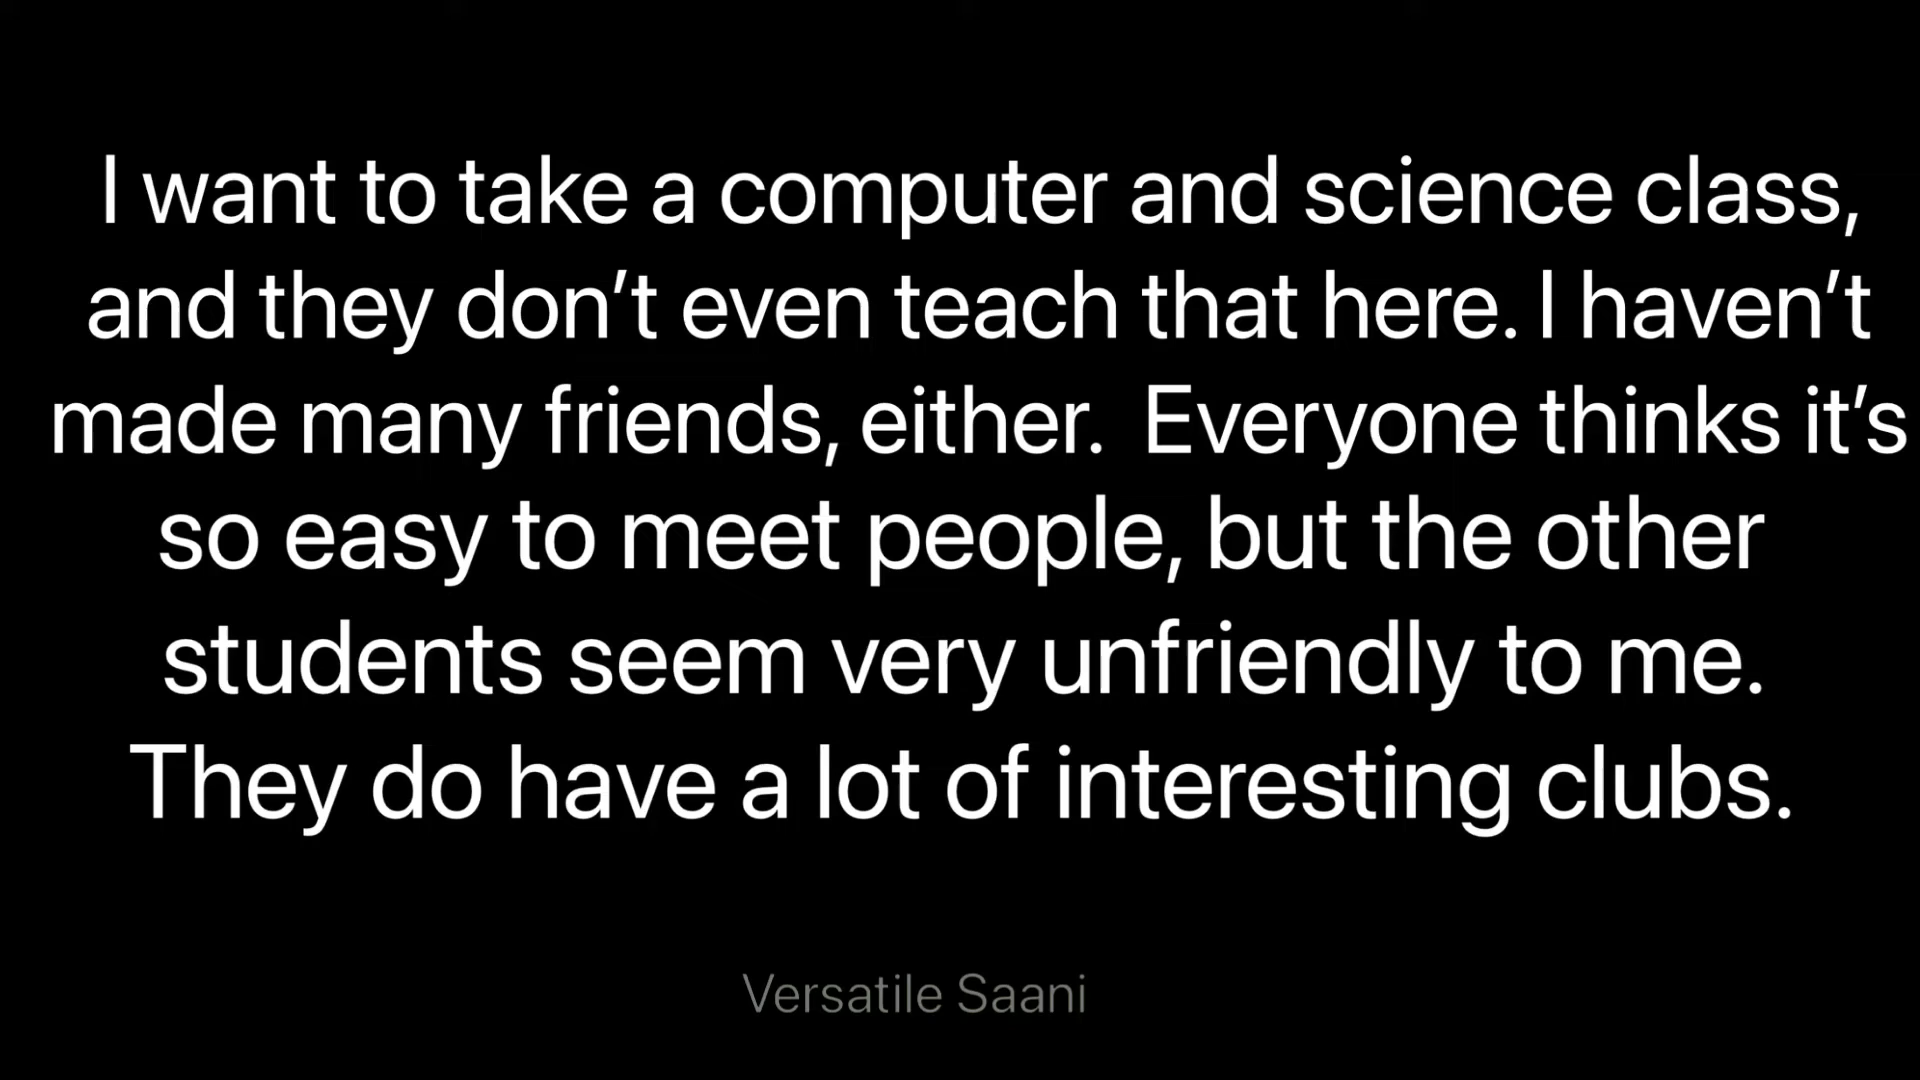 I want to take a computer and science class,
and they don’t even teach that here. I haven’t
made many friends, either.  Everyone thinks it’s
so easy to meet people, but the other
students seem very unfriendly to me.
They do have a lot of interesting clubs.
Versatile Saani